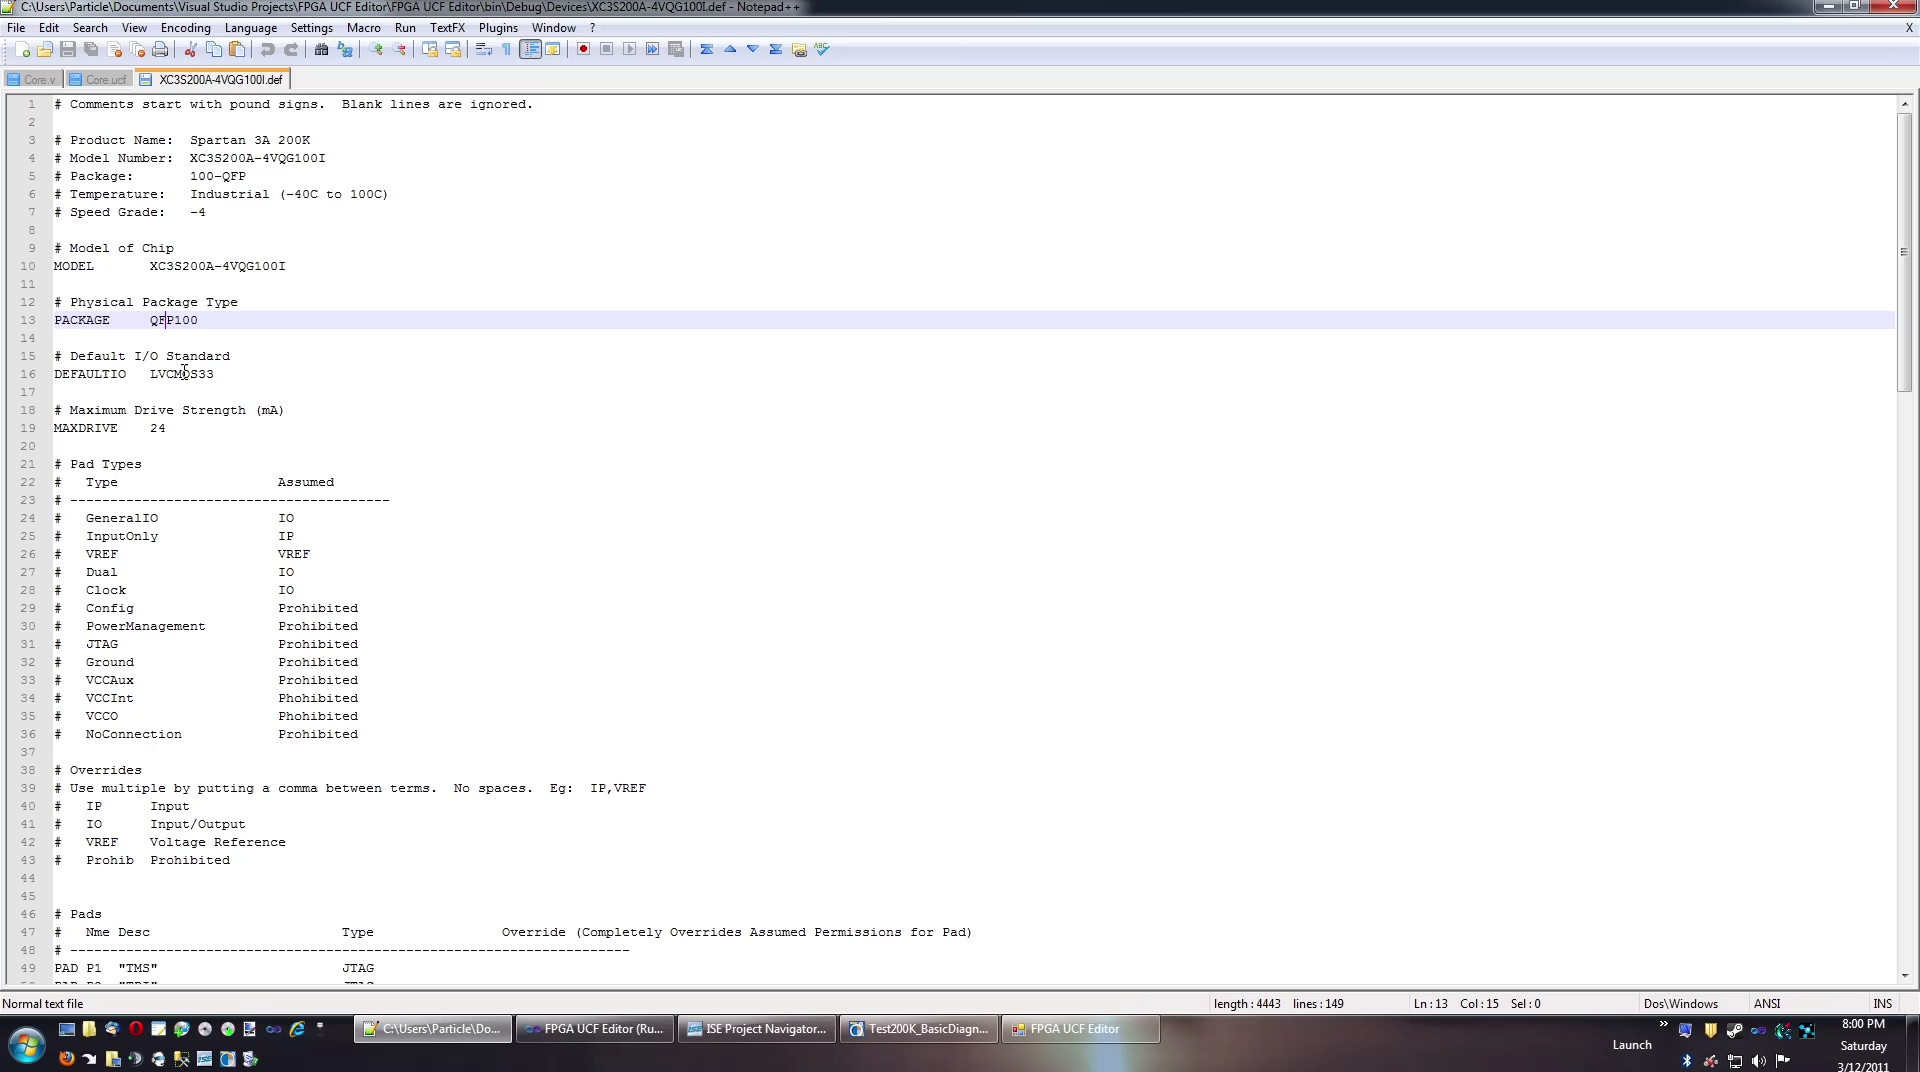 C:\Users\Particle\Documents\Visual Studio Projects\FPGA UCF Editor\FPGA UCF Editor\bin\Debug\Devices\XC3S200A-4VQG100I.def - Notepad++
File Edit Search View Encoding Language Settings Macro Run TextFX Plugins Window ? X
Core.v Core.ucf XC3S200A-4VQG100I.def
1 # Comments start with pound signs.  Blank lines are ignored.
2
3 # Product Name:  Spartan 3A 200K
4 # Model Number:  XC3S200A-4VQG100I
5 # Package:       100-QFP
6 # Temperature:   Industrial (-40C to 100C)
7 # Speed Grade:   -4
8
9 # Model of Chip
10 MODEL       XC3S200A-4VQG100I
11
12 # Physical Package Type
13 PACKAGE     QFP100
14
15 # Default I/O Standard
16 DEFAULTIO   LVCMOS33
17
18 # Maximum Drive Strength (mA)
19 MAXDRIVE    24
20
21 # Pad Types
22 #   Type                    Assumed
23 # ----------------------------------------
24 #   GeneralIO               IO
25 #   InputOnly               IP
26 #   VREF                    VREF
27 #   Dual                    IO
28 #   Clock                   IO
29 #   Config                  Prohibited
30 #   PowerManagement         Prohibited
31 #   JTAG                    Prohibited
32 #   Ground                  Prohibited
33 #   VCCAux                  Prohibited
34 #   VCCInt                  Phohibited
35 #   VCCO                    Phohibited
36 #   NoConnection            Prohibited
37
38 # Overrides
39 # Use multiple by putting a comma between terms.  No spaces.  Eg:  IP,VREF
40 #   IP      Input
41 #   IO      Input/Output
42 #   VREF    Voltage Reference
43 #   Prohib  Prohibited
44
45
46 # Pads
47 #   Nme Desc                        Type                Override (Completely Overrides Assumed Permissions for Pad)
48 # ----------------------------------------------------------------------
49 PAD P1  "TMS"                       JTAG
Normal text file length : 4443 lines : 149 Ln : 13 Col : 15 Sel : 0 Dos\Windows ANSI INS
C:\Users\Particle\Do... FPGA UCF Editor (Ru... ISE Project Navigator... Test200K_BasicDiagn... FPGA UCF Editor
Launch
8:00 PM
Saturday
3/12/2011